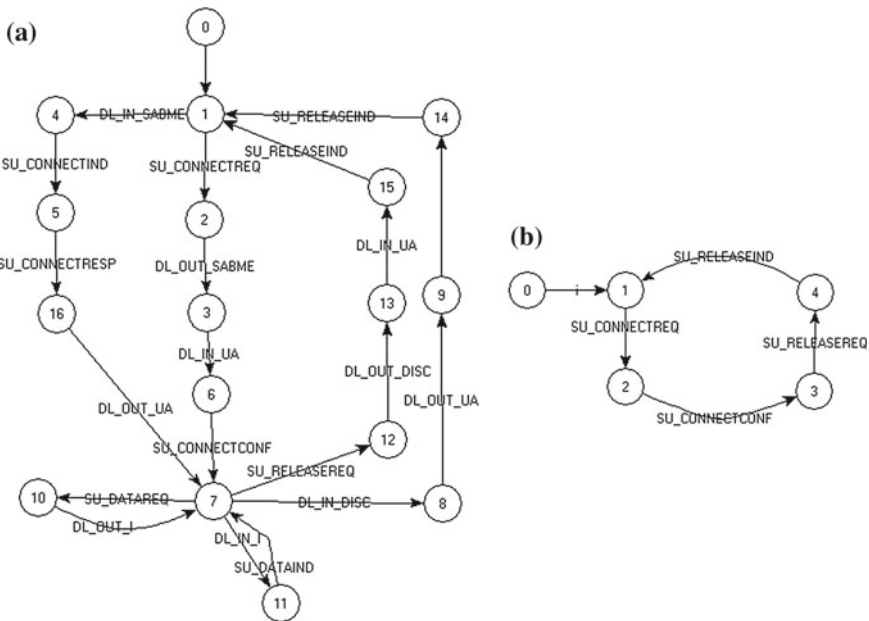 (a)
0
4
DL_IN_SABME
1
SU_RELEASEIND
14
SU_CONNECTIND
SU_CONNECTREQ
SU_RELEASEIND
15
5
2
DL_IN_UA
SU_CONNECTRESP
DL_OUT_SABME
16
3
13
9
DL_IN_UA
DL_OUT_DISC
6
DL_OUT_UA
DL_OUT_UA
SU_CONNECTCONF
12
SU_RELEASEREQ
10
SU_DATAREQ
7
DL_IN_DISC
8
DL_OUT_I
DL_IN_I
SU_DATAIND
11
(b)
SU_RELEASEIND
0
i
1
4
SU_CONNECTREQ
SU_RELEASEREQ
2
3
SU_CONNECTCONF